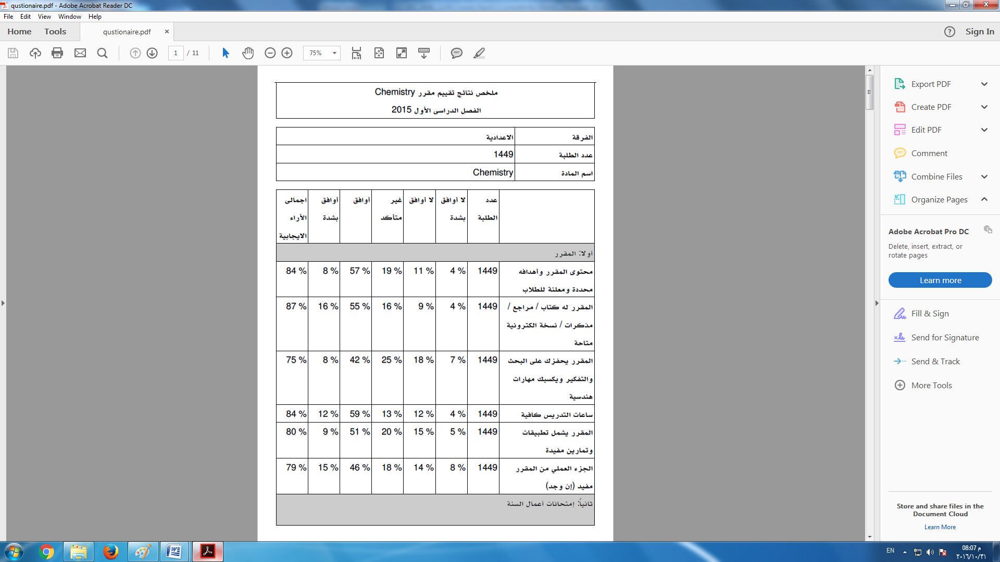 qustionaire.pdf - Adobe Acrobat Reader DC
File Edit View Window Help
Home Tools qustionaire.pdf × Sign In
1 / 11 75%
ملخص نتائج تقييم مقرر Chemistry
الفصل الدراسى الأول 2015
الفرقة الاعدادية
عدد الطلبة 1449
اسم المادة Chemistry
عدد لا أوافق لا أوافق غير أوافق أوافق اجمالى
الطلبة بشدة متأكد بشدة الأراء
الايجابية
أولا: المقرر
محتوى المقرر وأهدافه 1449 4 % 11 % 19 % 57 % 8 % 84 %
محددة ومعلنة للطلاب
المقرر له كتاب / مراجع / 1449 4 % 9 % 16 % 55 % 16 % 87 %
مذكرات / نسخة الكترونية
متاحة
المقرر يحفزك على البحث 1449 7 % 18 % 25 % 42 % 8 % 75 %
والتفكير ويكسبك مهارات
هندسية
ساعات التدريس كافية 1449 4 % 12 % 13 % 59 % 12 % 84 %
المقرر يشمل تطبيقات 1449 5 % 15 % 20 % 51 % 9 % 80 %
وتمارين مفيدة
الجزء العملي من المقرر 1449 8 % 14 % 18 % 46 % 15 % 79 %
مفيد (إن وجد)
ثانياً: إمتحانات أعمال السنة
Export PDF
Create PDF
Edit PDF
Comment
Combine Files
Organize Pages
Adobe Acrobat Pro DC
Delete, insert, extract, or
rotate pages
Learn more
Fill & Sign
Send for Signature
Send & Track
More Tools
Store and share files in the
Document Cloud
Learn More
EN
08:07 م
٢٠١٦/١٠/٣١